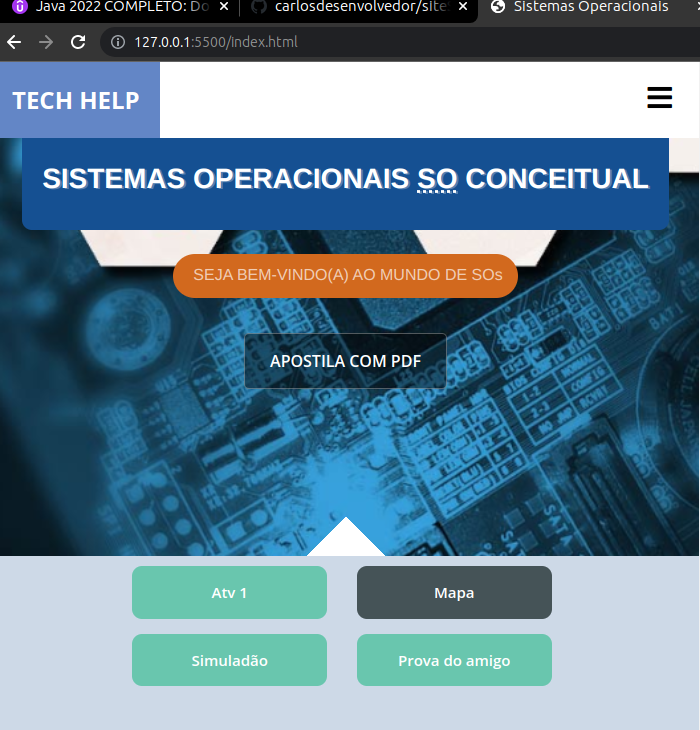 Java 2022 COMPLETO: Do
carlosdesenvolvedor/site
Sistemas Operacionais
127.0.0.1:5500/index.html
TECH HELP
SISTEMAS OPERACIONAIS SO CONCEITUAL
SEJA BEM-VINDO(A) AO MUNDO DE SOs
APOSTILA COM PDF
Atv 1
Mapa
Simuladão
Prova do amigo